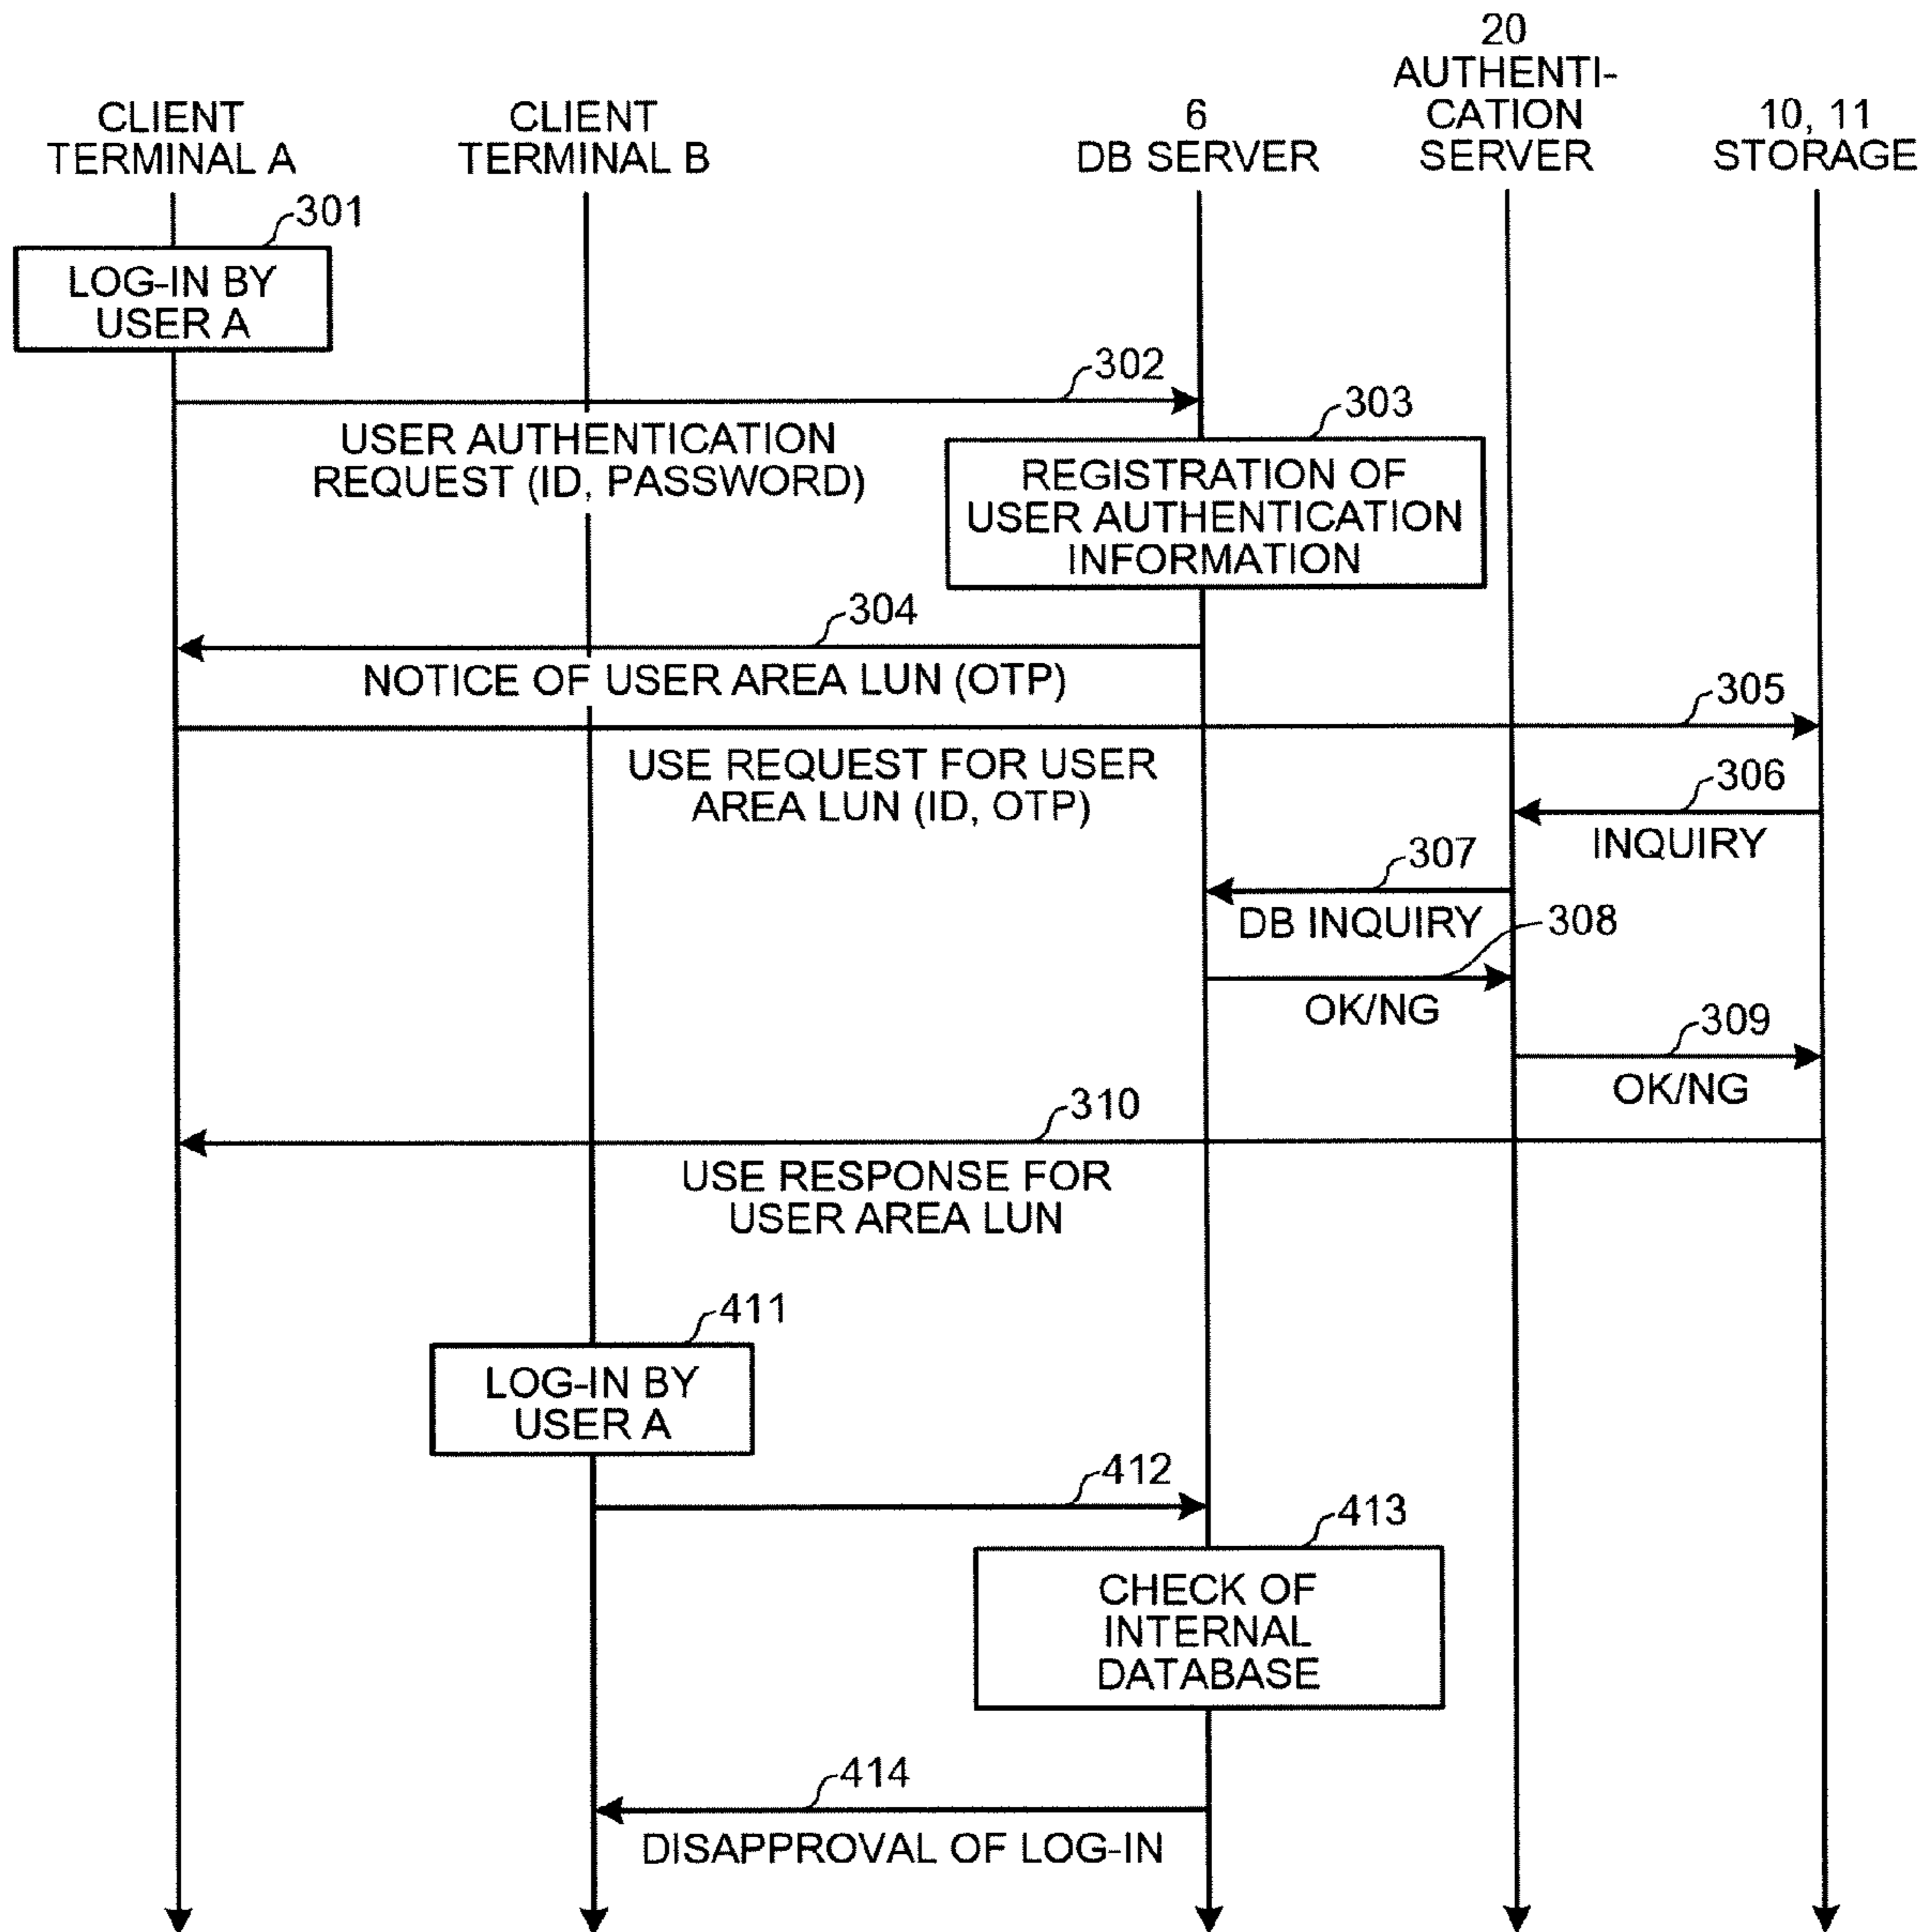 20
AUTHENTI-
CATION
SERVER
CLIENT
TERMINAL A
CLIENT
TERMINAL B
6
DB SERVER
10, 11
STORAGE
301
LOG-IN BY
USER A
302
USER AUTHENTICATION
REQUEST (ID, PASSWORD)
303
REGISTRATION OF
USER AUTHENTICATION
INFORMATION
304
NOTICE OF USER AREA LUN (OTP)
305
USE REQUEST FOR USER
AREA LUN (ID, OTP)
306
INQUIRY
307
DB INQUIRY
308
OK/NG
309
OK/NG
310
USE RESPONSE FOR
USER AREA LUN
411
LOG-IN BY
USER A
412
413
CHECK OF
INTERNAL
DATABASE
414
DISAPPROVAL OF LOG-IN